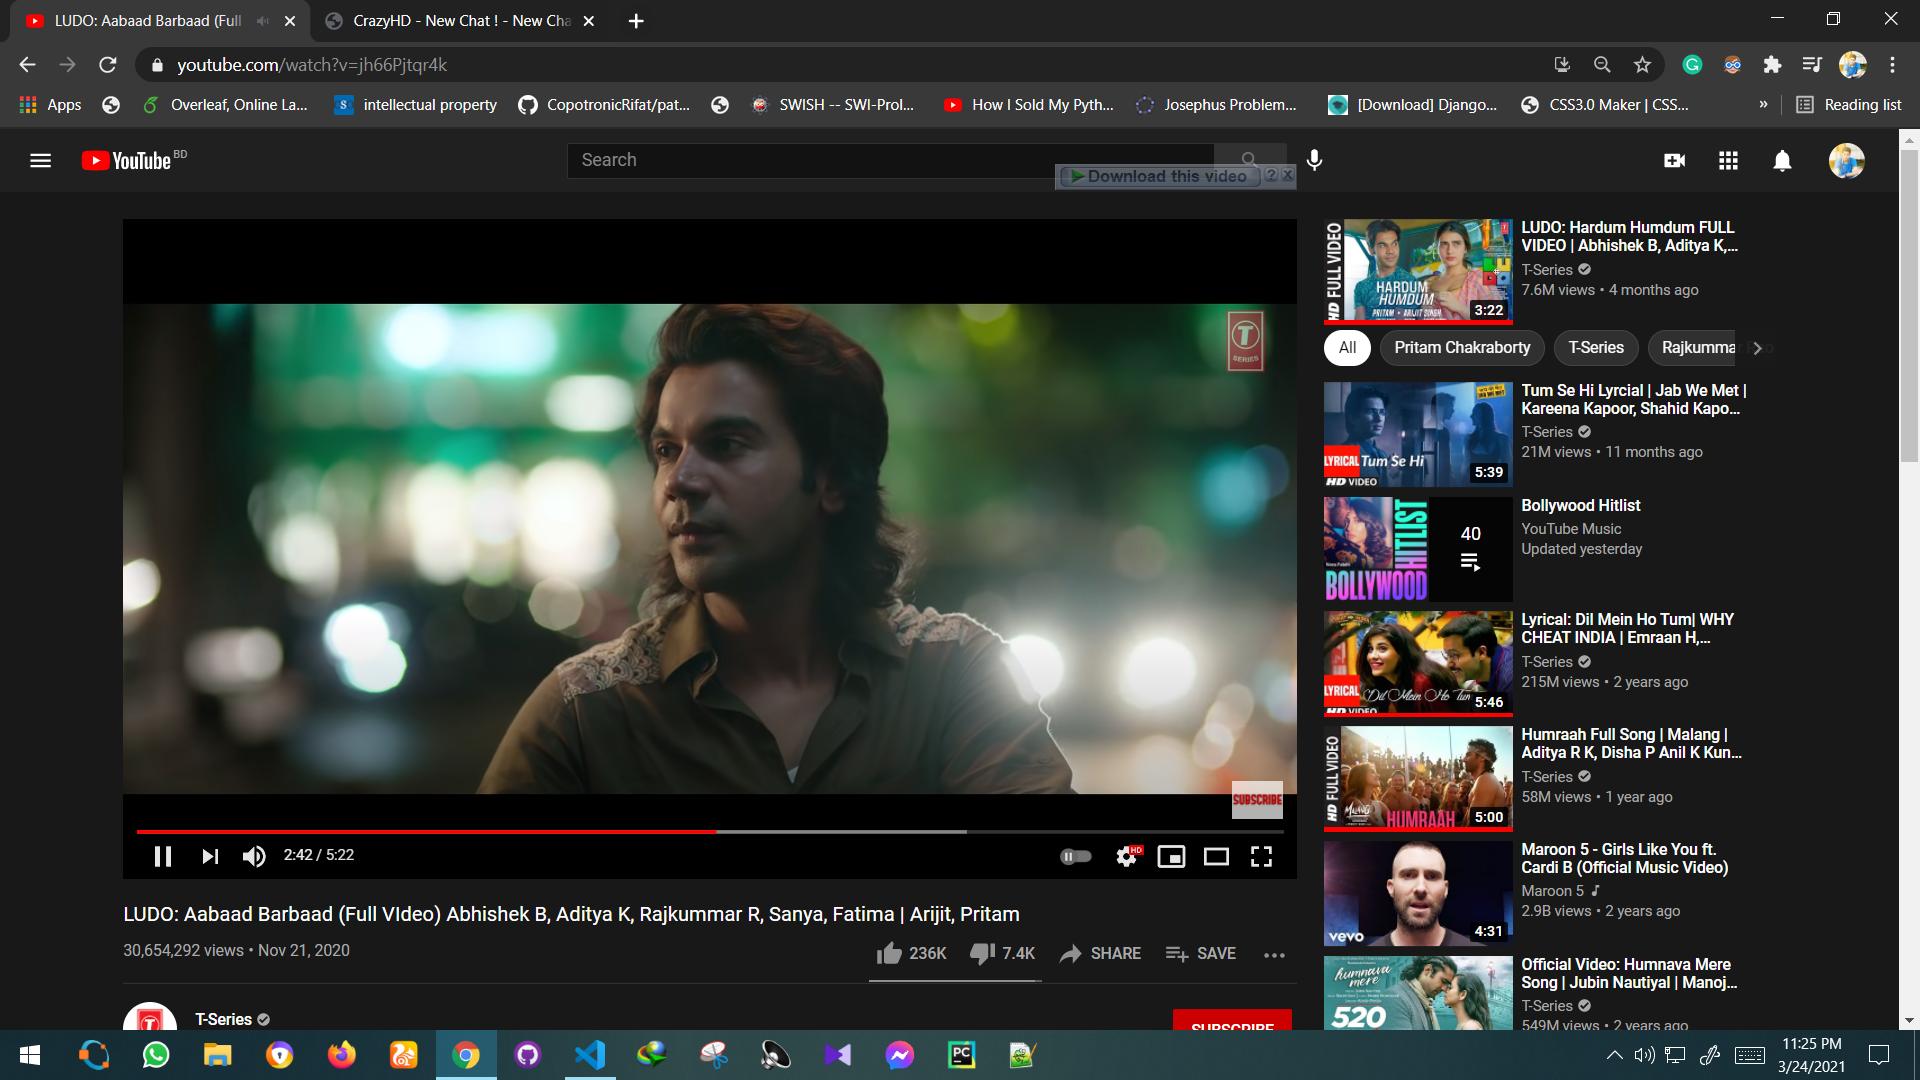 LUDO: Aabaad Barbaad (Full
CrazyHD - New Chat ! - New Cha
youtube.com/watch?v=jh66Pjtqr4k
Apps
Overleaf, Online La...
intellectual property
CopotronicRifat/pat...
SWISH -- SWI-Prol...
How I Sold My Pyth...
Josephus Problem...
[Download] Django...
CSS3.0 Maker | CSS...
»
Reading list
YouTube BD
Search
Download this video ? X
T
SERIES
SUBSCRIBE
2:42 / 5:22
HD
LUDO: Aabaad Barbaad (Full VIdeo) Abhishek B, Aditya K, Rajkummar R, Sanya, Fatima | Arijit, Pritam
30,654,292 views • Nov 21, 2020
236K
7.4K
SHARE
SAVE
T-Series
SUBSCRIBE
HD FULL VIDEO
HARDUM
HUMDUM
PRITAM • ARIJIT SINGH
3:22
LUDO: Hardum Humdum FULL
VIDEO | Abhishek B, Aditya K,...
T-Series
7.6M views • 4 months ago
All
Pritam Chakraborty
T-Series
Rajkumma
JAB WE MET
LYRICAL Tum Se Hi
HD VIDEO
5:39
Tum Se Hi Lyrcial | Jab We Met |
Kareena Kapoor, Shahid Kapo...
T-Series
21M views • 11 months ago
BOLLYWOOD
HITLIST
40
Bollywood Hitlist
YouTube Music
Updated yesterday
LYRICAL Dil Mein Ho Tum
HD VIDEO
5:46
Lyrical: Dil Mein Ho Tum| WHY
CHEAT INDIA | Emraan H,...
T-Series
215M views • 2 years ago
HD FULL VIDEO
MALANG
HUMRAAH
5:00
Humraah Full Song | Malang |
Aditya R K, Disha P Anil K Kun...
T-Series
58M views • 1 year ago
vevo
4:31
Maroon 5 - Girls Like You ft.
Cardi B (Official Music Video)
Maroon 5
2.9B views • 2 years ago
humnava
mere
520
Official Video: Humnava Mere
Song | Jubin Nautiyal | Manoj...
T-Series
549M views • 2 years ago
PC
11:25 PM
3/24/2021